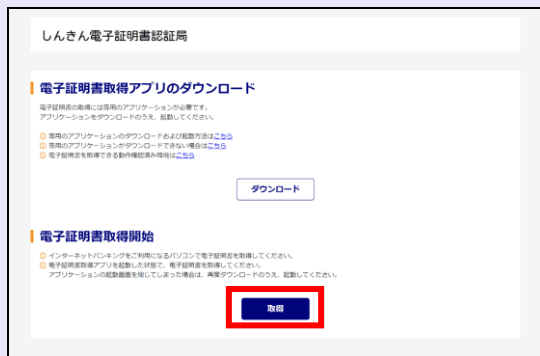 しんきん電子証明書認証局
電子証明書取得アプリのダウンロード
電子証明書の取得には専用のアプリケーションが必要です。
アプリケーションをダウンロードのうえ、起動してください。
専用のアプリケーションのダウンロードおよび起動方法はこちら
専用のアプリケーションがダウンロードできない場合はこちら
電子証明書を取得できる動作確認済み環境はこちら
ダウンロード
電子証明書取得開始
インターネットバンキングをご利用になるパソコンで電子証明書を取得してください。
電子証明書取得アプリを起動した状態で、電子証明書を取得してください。
アプリケーションの起動画面を閉じてしまった場合は、再度ダウンロードのうえ、起動してください。
取得